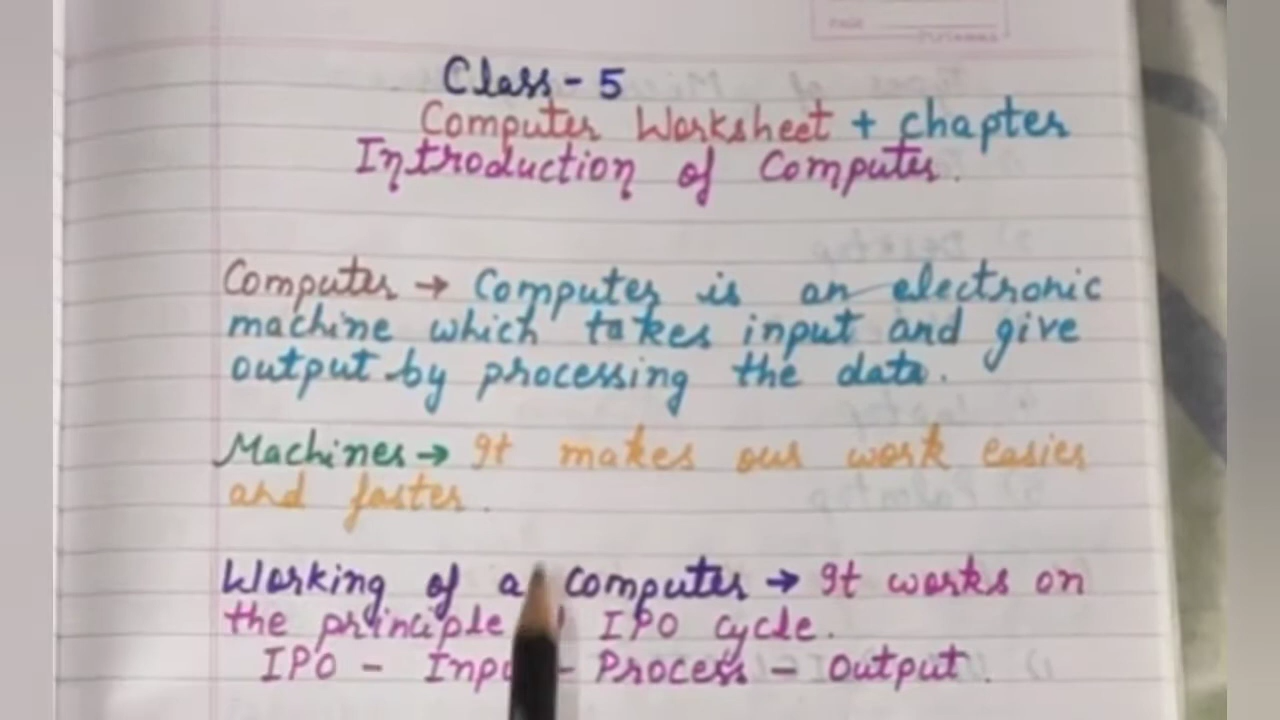 Class - 5
Computer Worksheet + chapter
Introduction of Computer.
Computer → Computer is an electronic
machine which takes input and give
output by processing the data.
Machines → It makes our work easier
and faster.
Working of a computer → It works on
the principle IPO cycle.
IPO - - Process - Output.